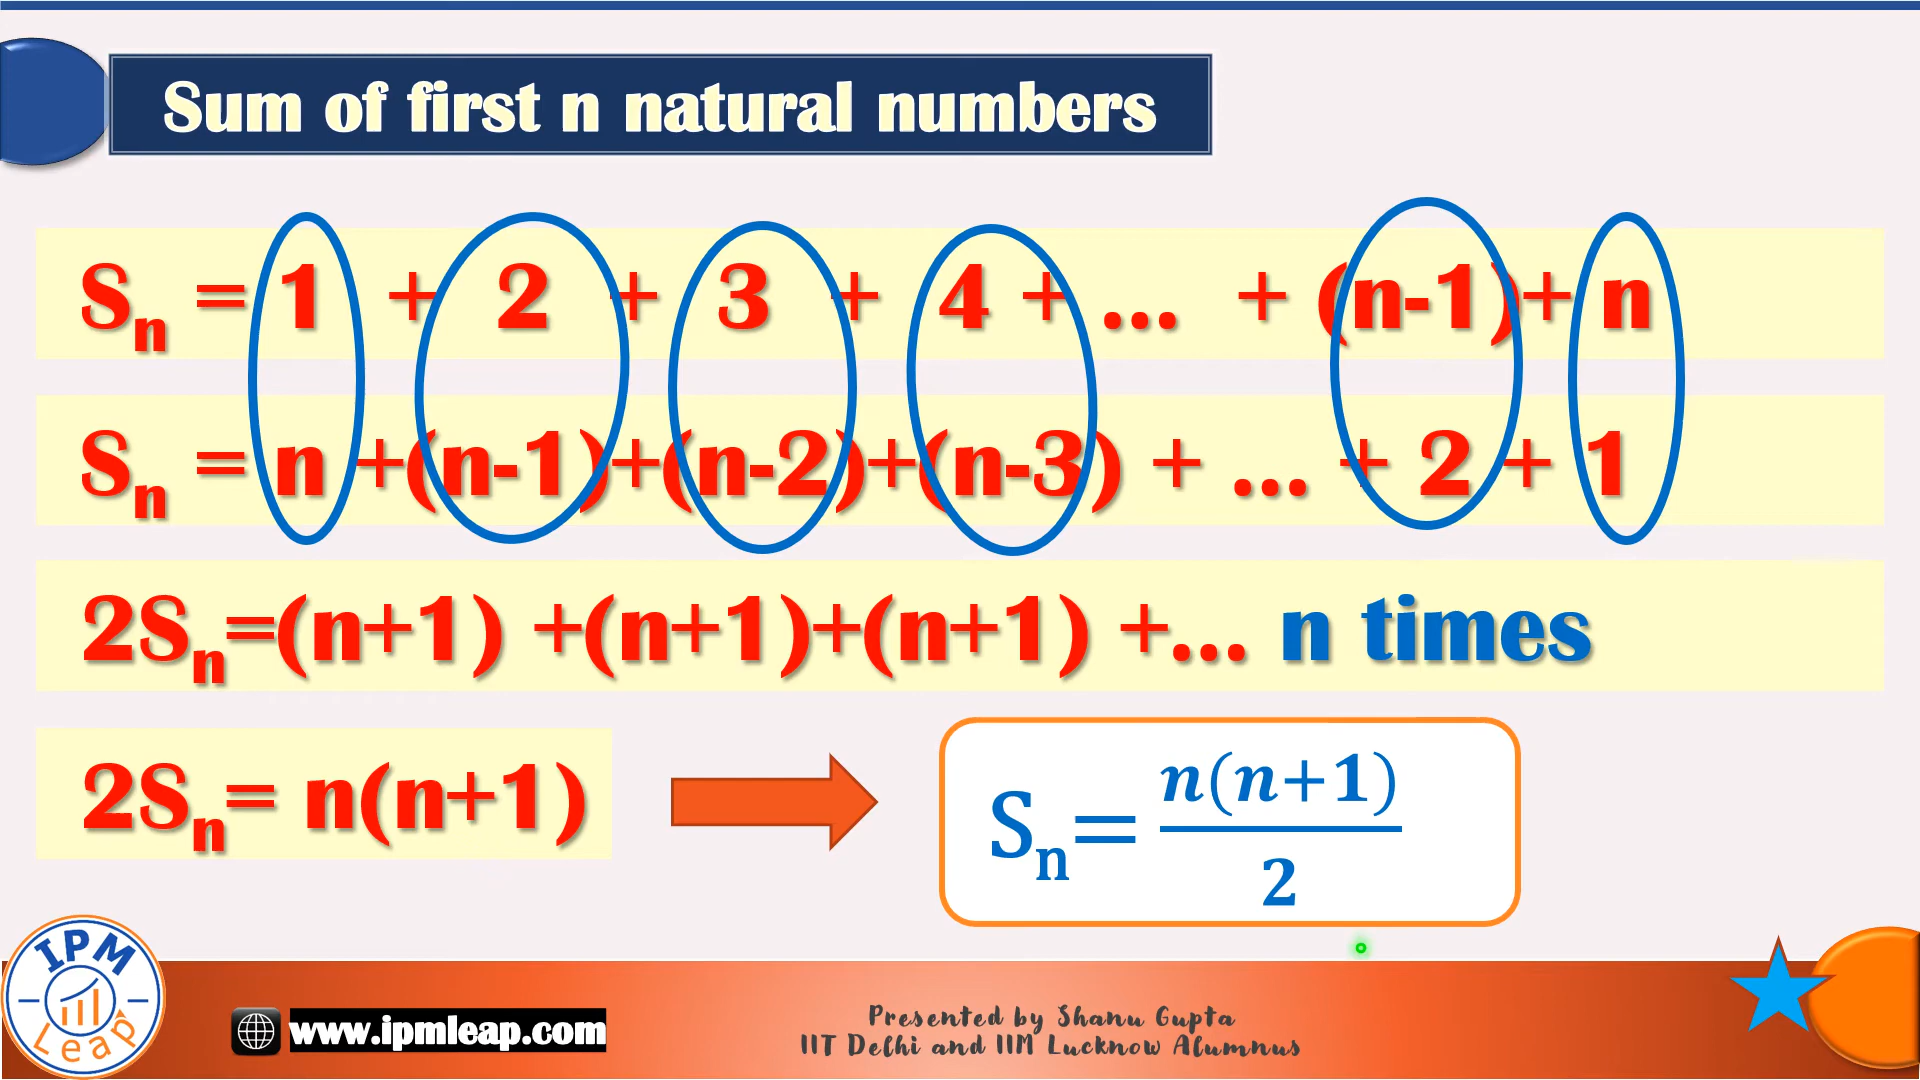 Sum of first n natural numbers
Sₙ = 1 + 2 + 3 + 4 + ... + (n-1)+ n
Sₙ = n +(n-1)+(n-2)+(n-3) + ... + 2 + 1
2Sₙ=(n+1) +(n+1)+(n+1) +... n times
2Sₙ= n(n+1)
Sₙ= n(n+1)/2
IPM
Leap
www.ipmleap.com
Presented by Shanu Gupta
IIT Delhi and IIM Lucknow Alumnus